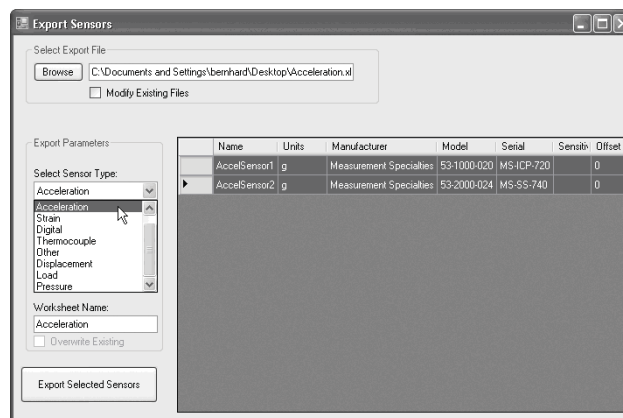 Export Sensors
Select Export File
Browse
C:\Documents and Settings\bernhard\Desktop\Acceleration.xl
Modify Existing Files
Export Parameters
Select Sensor Type:
Acceleration
Acceleration
Strain
Digital
Thermocouple
Other
Displacement
Load
Pressure
Worksheet Name:
Acceleration
Overwrite Existing
Export Selected Sensors
Name Units Manufacturer Model Serial Sensitiv Offset
AccelSensor1 g Measurement Specialties 53-1000-020 MS-ICP-720 0
AccelSensor2 g Measurement Specialties 53-2000-024 MS-SS-740 0